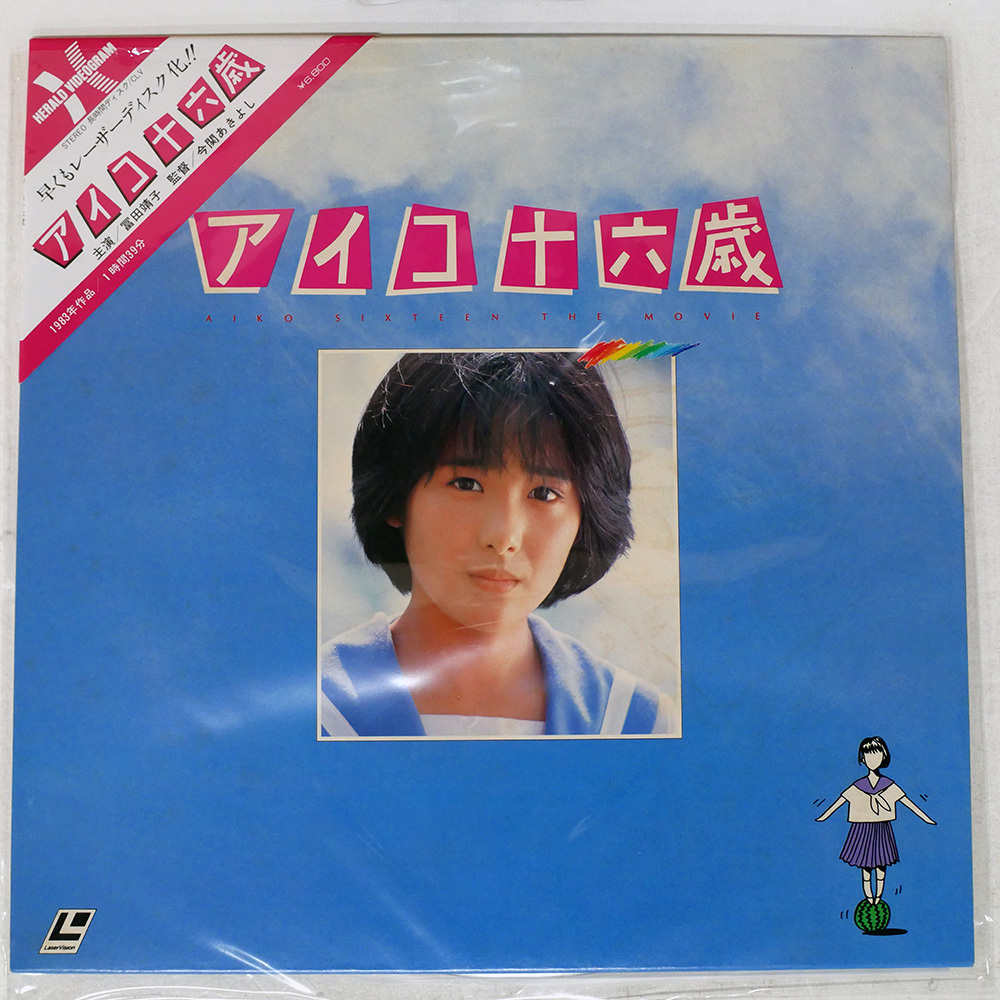 HERALD VIDEOGRAM
STEREO 長時間ディスク/CLV
早くもレーザーディスク化!!
アイコ十六歳
主演 冨田靖子 監督/今関あきよし
1983年作品/1時間39分
¥6,800
アイコ十六歳
AIKO SIXTEEN THE MOVIE
LaserVision